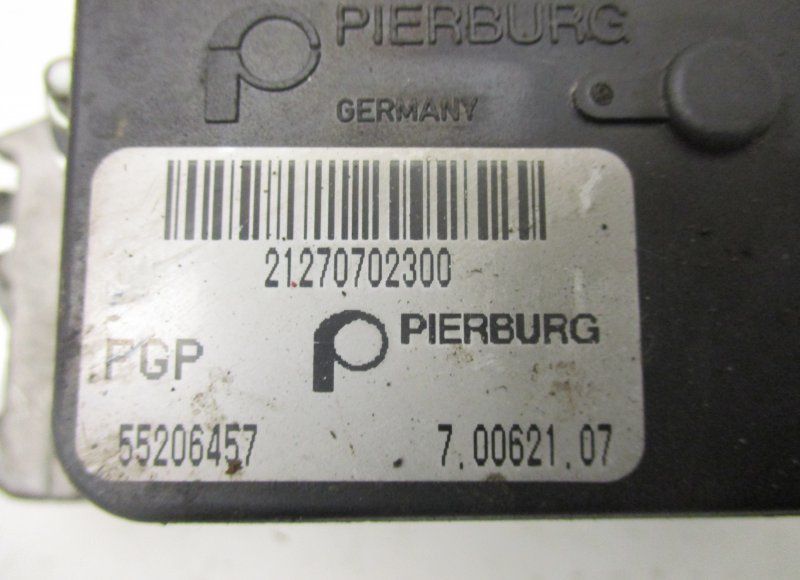 PIERBURG
GERMANY
21270702300
PGP
PIERBURG
55206457
7.00621.07